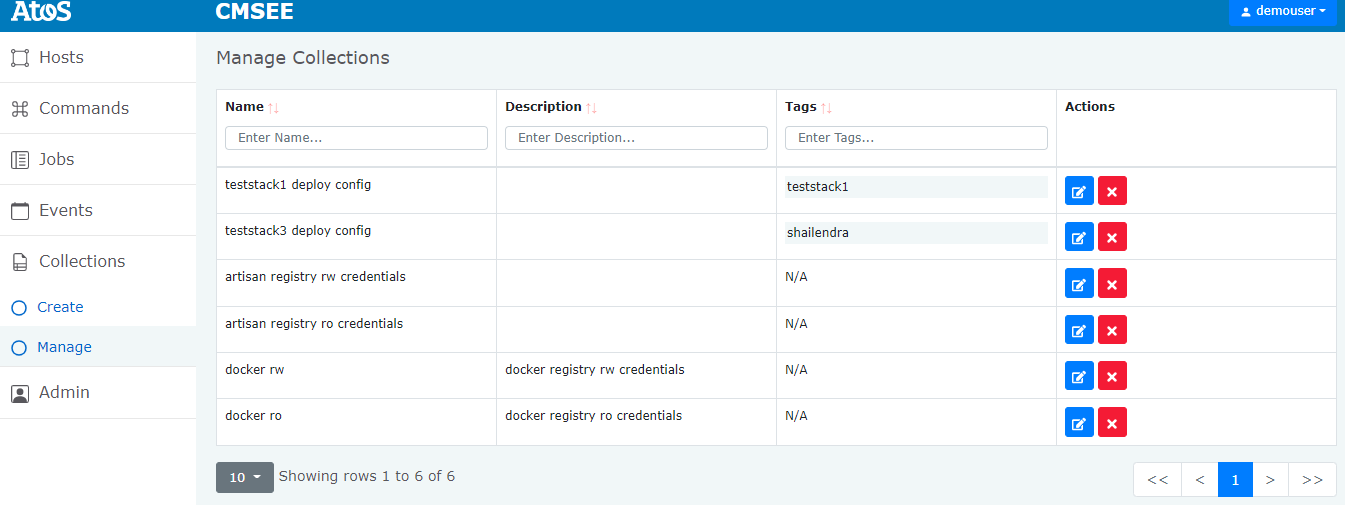 Atos CMSEE demouser
Hosts
Commands
Jobs
Events
Collections
Create
Manage
Admin
Manage Collections
Name Description Tags Actions
Enter Name... Enter Description... Enter Tags...
teststack1 deploy config teststack1
teststack3 deploy config shailendra
artisan registry rw credentials N/A
artisan registry ro credentials N/A
docker rw docker registry rw credentials N/A
docker ro docker registry ro credentials N/A
10 Showing rows 1 to 6 of 6 << < 1 > >>